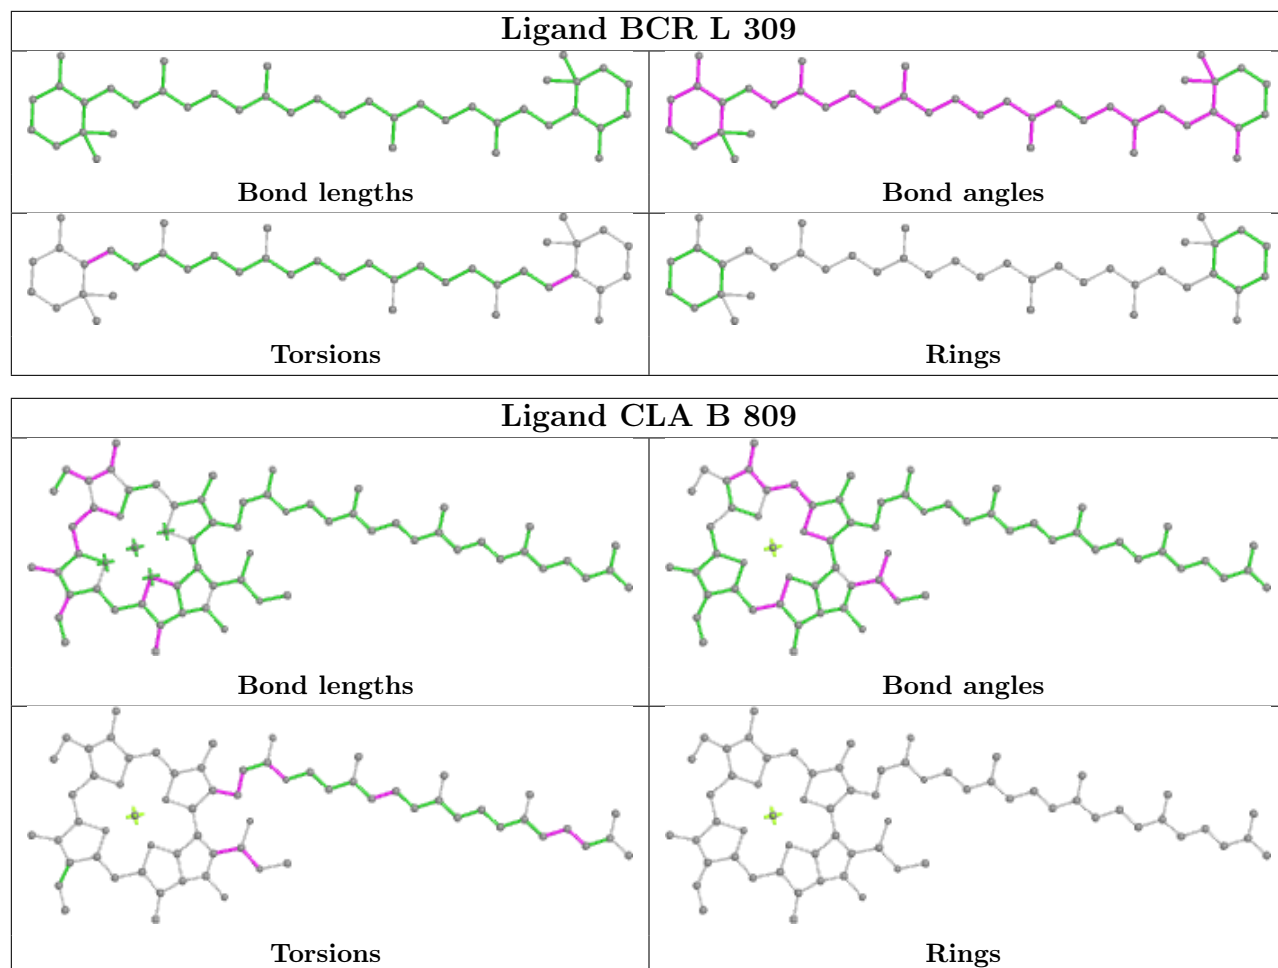 Ligand BCR L 309
Bond lengths
Bond angles
Torsions
Rings
Ligand CLA B 809
Bond lengths
Bond angles
Torsions
Rings